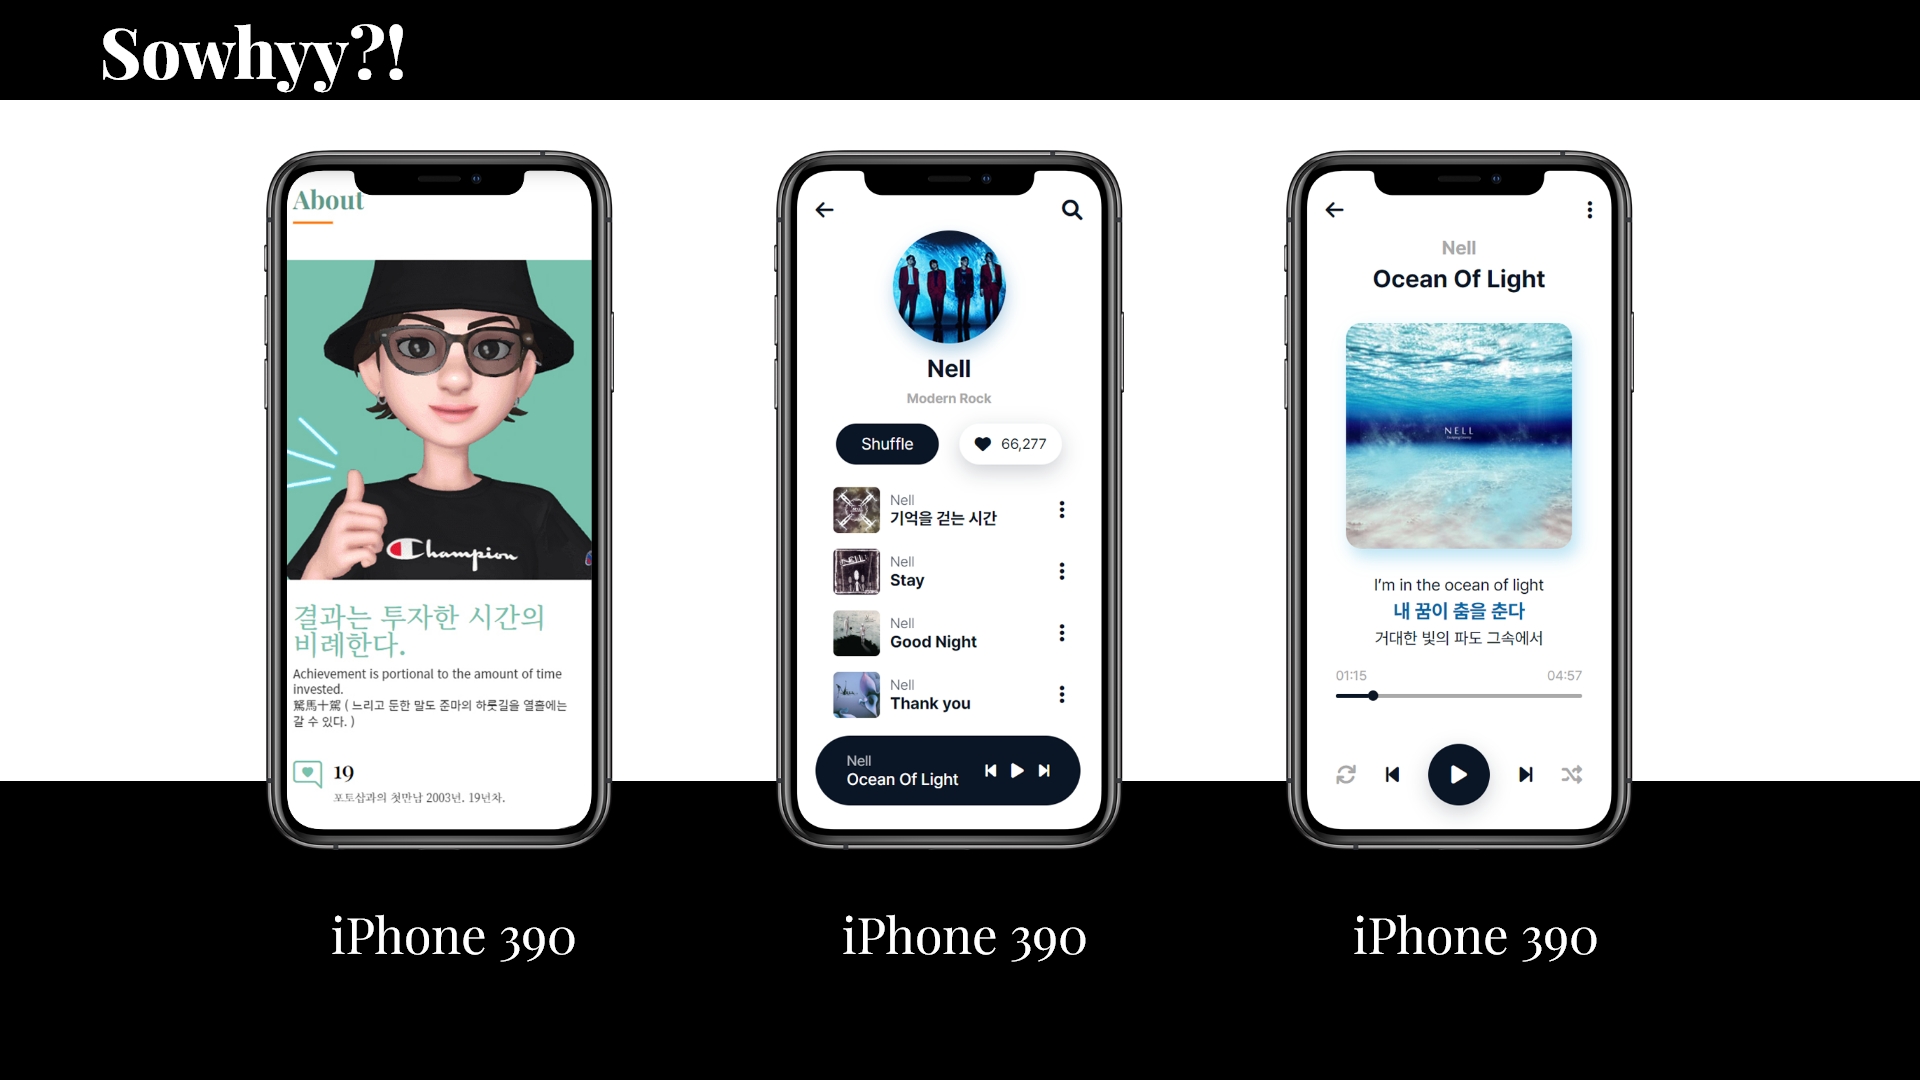 Sowhyy?!
About
Champion
결과는 투자한 시간의
비례한다.
Achievement is portional to the amount of time
invested.
駑馬十駕 ( 느리고 둔한 말도 준마의 하룻길을 열흘에는
갈 수 있다. )
19
포토샵과의 첫만남 2003년. 19년차.
Nell
Modern Rock
Shuffle
66,277
Nell
기억을 걷는 시간
Nell
Stay
Nell
Good Night
Nell
Thank you
Nell
Ocean Of Light
Nell
Ocean Of Light
NELL
I'm in the ocean of light
내 꿈이 춤을 춘다
거대한 빛의 파도 그속에서
01:15
04:57
iPhone 390
iPhone 390
iPhone 390